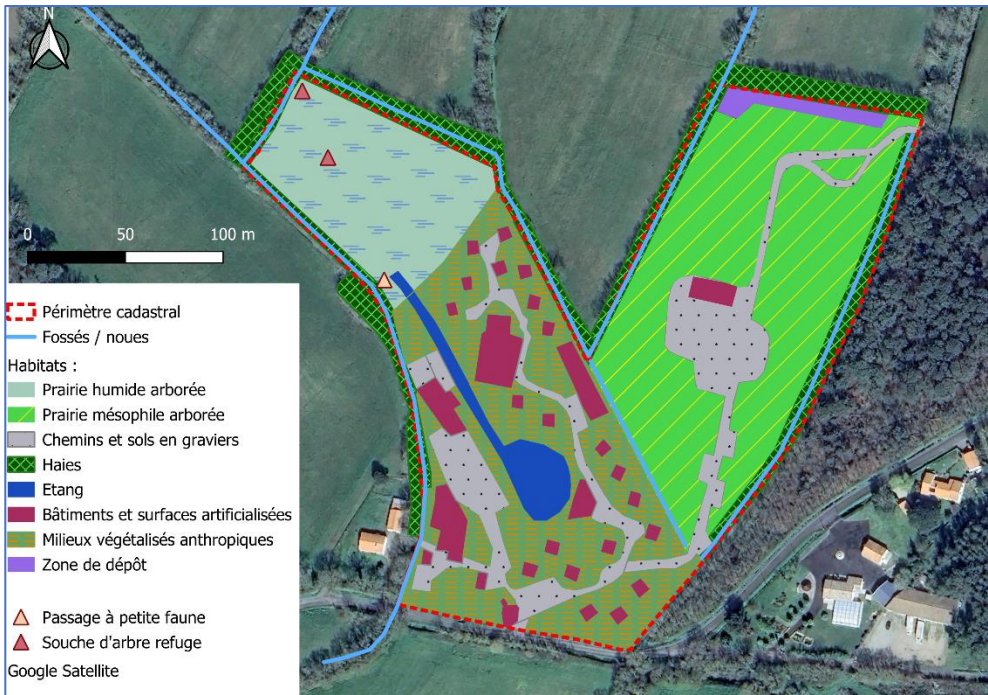 N
0 50 100 m
Périmètre cadastral
Fossés / noues
Habitats :
Prairie humide arborée
Prairie mésophile arborée
Chemins et sols en graviers
Haies
Etang
Bâtiments et surfaces artificialisées
Milieux végétalisés anthropiques
Zone de dépôt
Passage à petite faune
Souche d'arbre refuge
Google Satellite